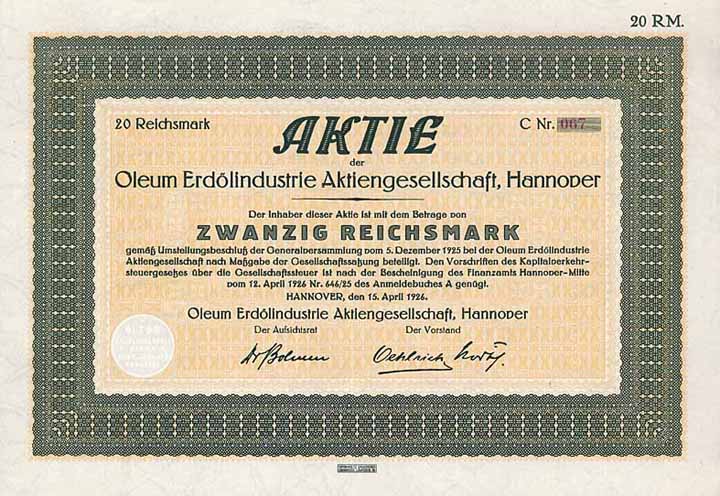 20 RM.
20 Reichsmark AKTIE C Nr. 067
der
Oleum Erdölindustrie Aktiengesellschaft, Hannover
Der Inhaber dieser Aktie ist mit dem Betrage von
ZWANZIG REICHSMARK
gemäß Umstellungsbeschluß der Generalversammlung vom 5. Dezember 1925 bei der Oleum Erdölindustrie
Aktiengesellschaft nach Maßgabe der Gesellschaftssatzung beteiligt. Den Vorschriften des Kapitalverkehr-
steuergesetzes über die Gesellschaftssteuer ist nach der Bescheinigung des Finanzamts Hannover-Mitte
vom 12. April 1926 Nr. 646/25 des Anmeldebuches A genügt.
HANNOVER, den 15. April 1926.
Oleum Erdölindustrie Aktiengesellschaft, Hannover
Der Aufsichtsrat Der Vorstand